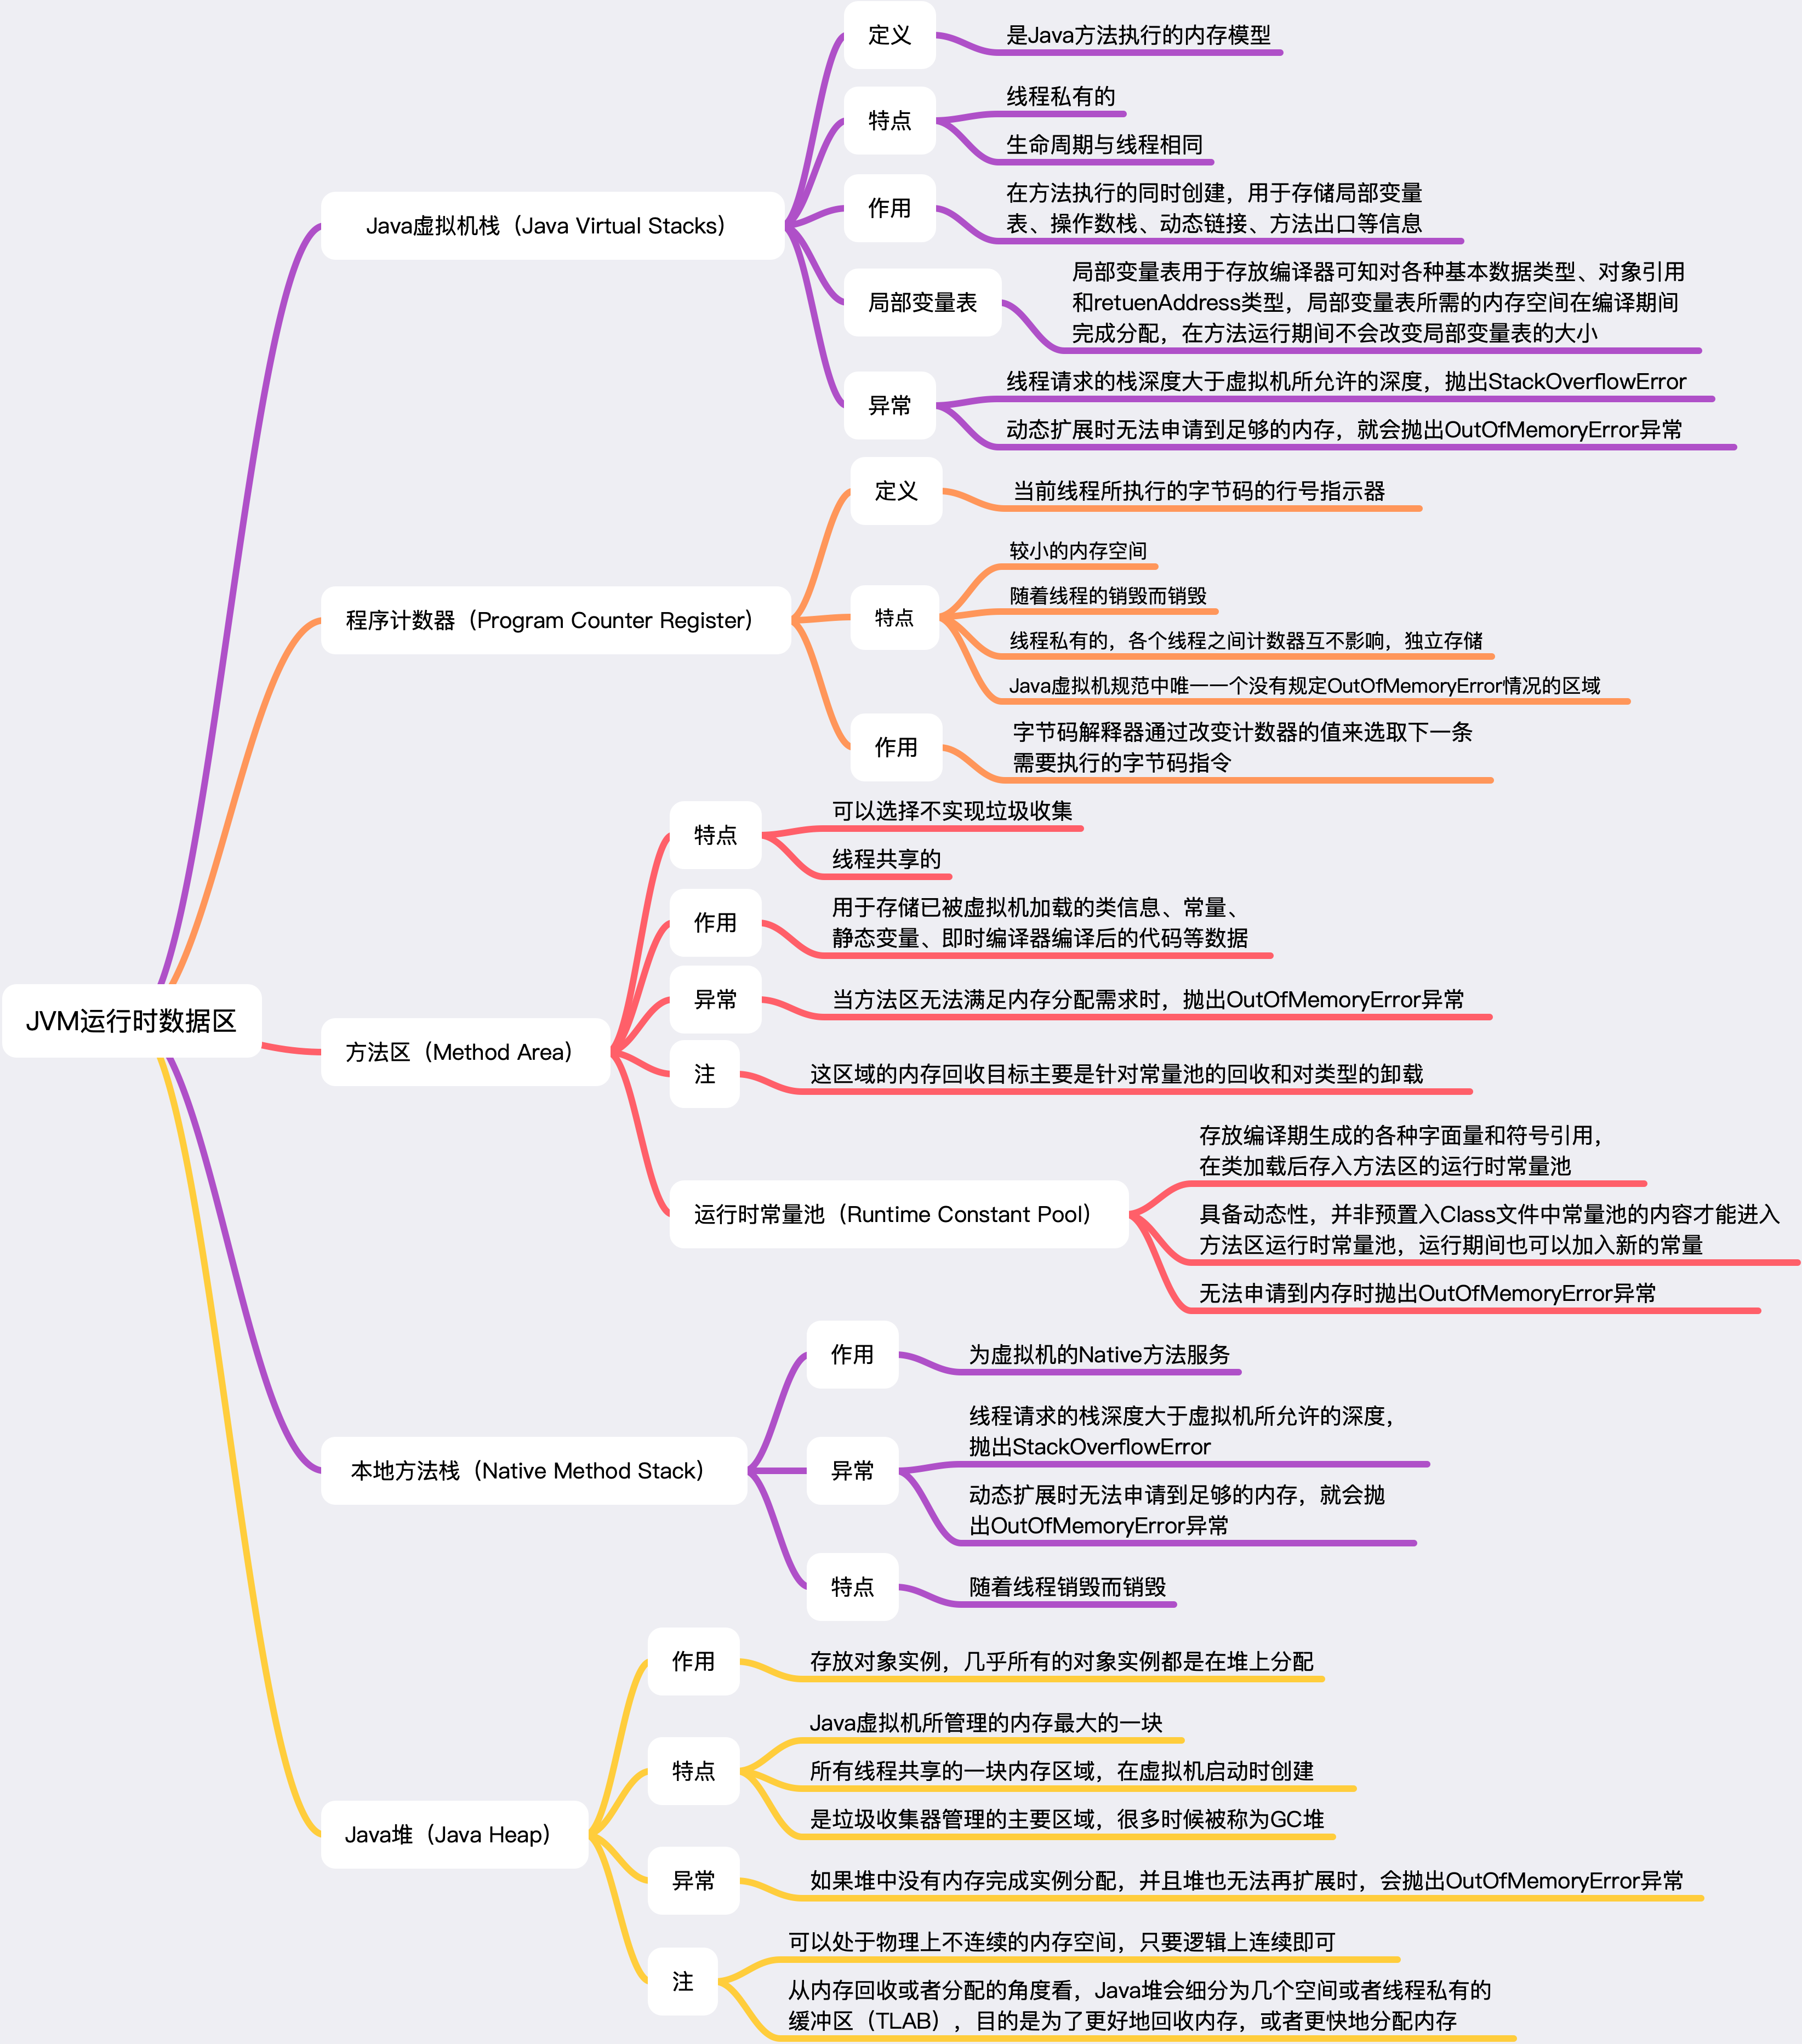 JVM运行时数据区
Java虚拟机栈（Java Virtual Stacks）
定义
是Java方法执行的内存模型
特点
线程私有的
生命周期与线程相同
作用
在方法执行的同时创建，用于存储局部变量
表、操作数栈、动态链接、方法出口等信息
局部变量表
局部变量表用于存放编译器可知对各种基本数据类型、对象引用
和retuenAddress类型，局部变量表所需的内存空间在编译期间
完成分配，在方法运行期间不会改变局部变量表的大小
异常
线程请求的栈深度大于虚拟机所允许的深度，抛出StackOverflowError
动态扩展时无法申请到足够的内存，就会抛出OutOfMemoryError异常
程序计数器（Program Counter Register）
定义
当前线程所执行的字节码的行号指示器
特点
较小的内存空间
随着线程的销毁而销毁
线程私有的，各个线程之间计数器互不影响，独立存储
Java虚拟机规范中唯一一个没有规定OutOfMemoryError情况的区域
作用
字节码解释器通过改变计数器的值来选取下一条
需要执行的字节码指令
方法区（Method Area）
特点
可以选择不实现垃圾收集
线程共享的
作用
用于存储已被虚拟机加载的类信息、常量、
静态变量、即时编译器编译后的代码等数据
异常
当方法区无法满足内存分配需求时，抛出OutOfMemoryError异常
注
这区域的内存回收目标主要是针对常量池的回收和对类型的卸载
运行时常量池（Runtime Constant Pool）
存放编译期生成的各种字面量和符号引用，
在类加载后存入方法区的运行时常量池
具备动态性，并非预置入Class文件中常量池的内容才能进入
方法区运行时常量池，运行期间也可以加入新的常量
无法申请到内存时抛出OutOfMemoryError异常
本地方法栈（Native Method Stack）
作用
为虚拟机的Native方法服务
异常
线程请求的栈深度大于虚拟机所允许的深度，
抛出StackOverflowError
动态扩展时无法申请到足够的内存，就会抛
出OutOfMemoryError异常
特点
随着线程销毁而销毁
Java堆（Java Heap）
作用
存放对象实例，几乎所有的对象实例都是在堆上分配
特点
Java虚拟机所管理的内存最大的一块
所有线程共享的一块内存区域，在虚拟机启动时创建
是垃圾收集器管理的主要区域，很多时候被称为GC堆
异常
如果堆中没有内存完成实例分配，并且堆也无法再扩展时，会抛出OutOfMemoryError异常
注
可以处于物理上不连续的内存空间，只要逻辑上连续即可
从内存回收或者分配的角度看，Java堆会细分为几个空间或者线程私有的
缓冲区（TLAB），目的是为了更好地回收内存，或者更快地分配内存